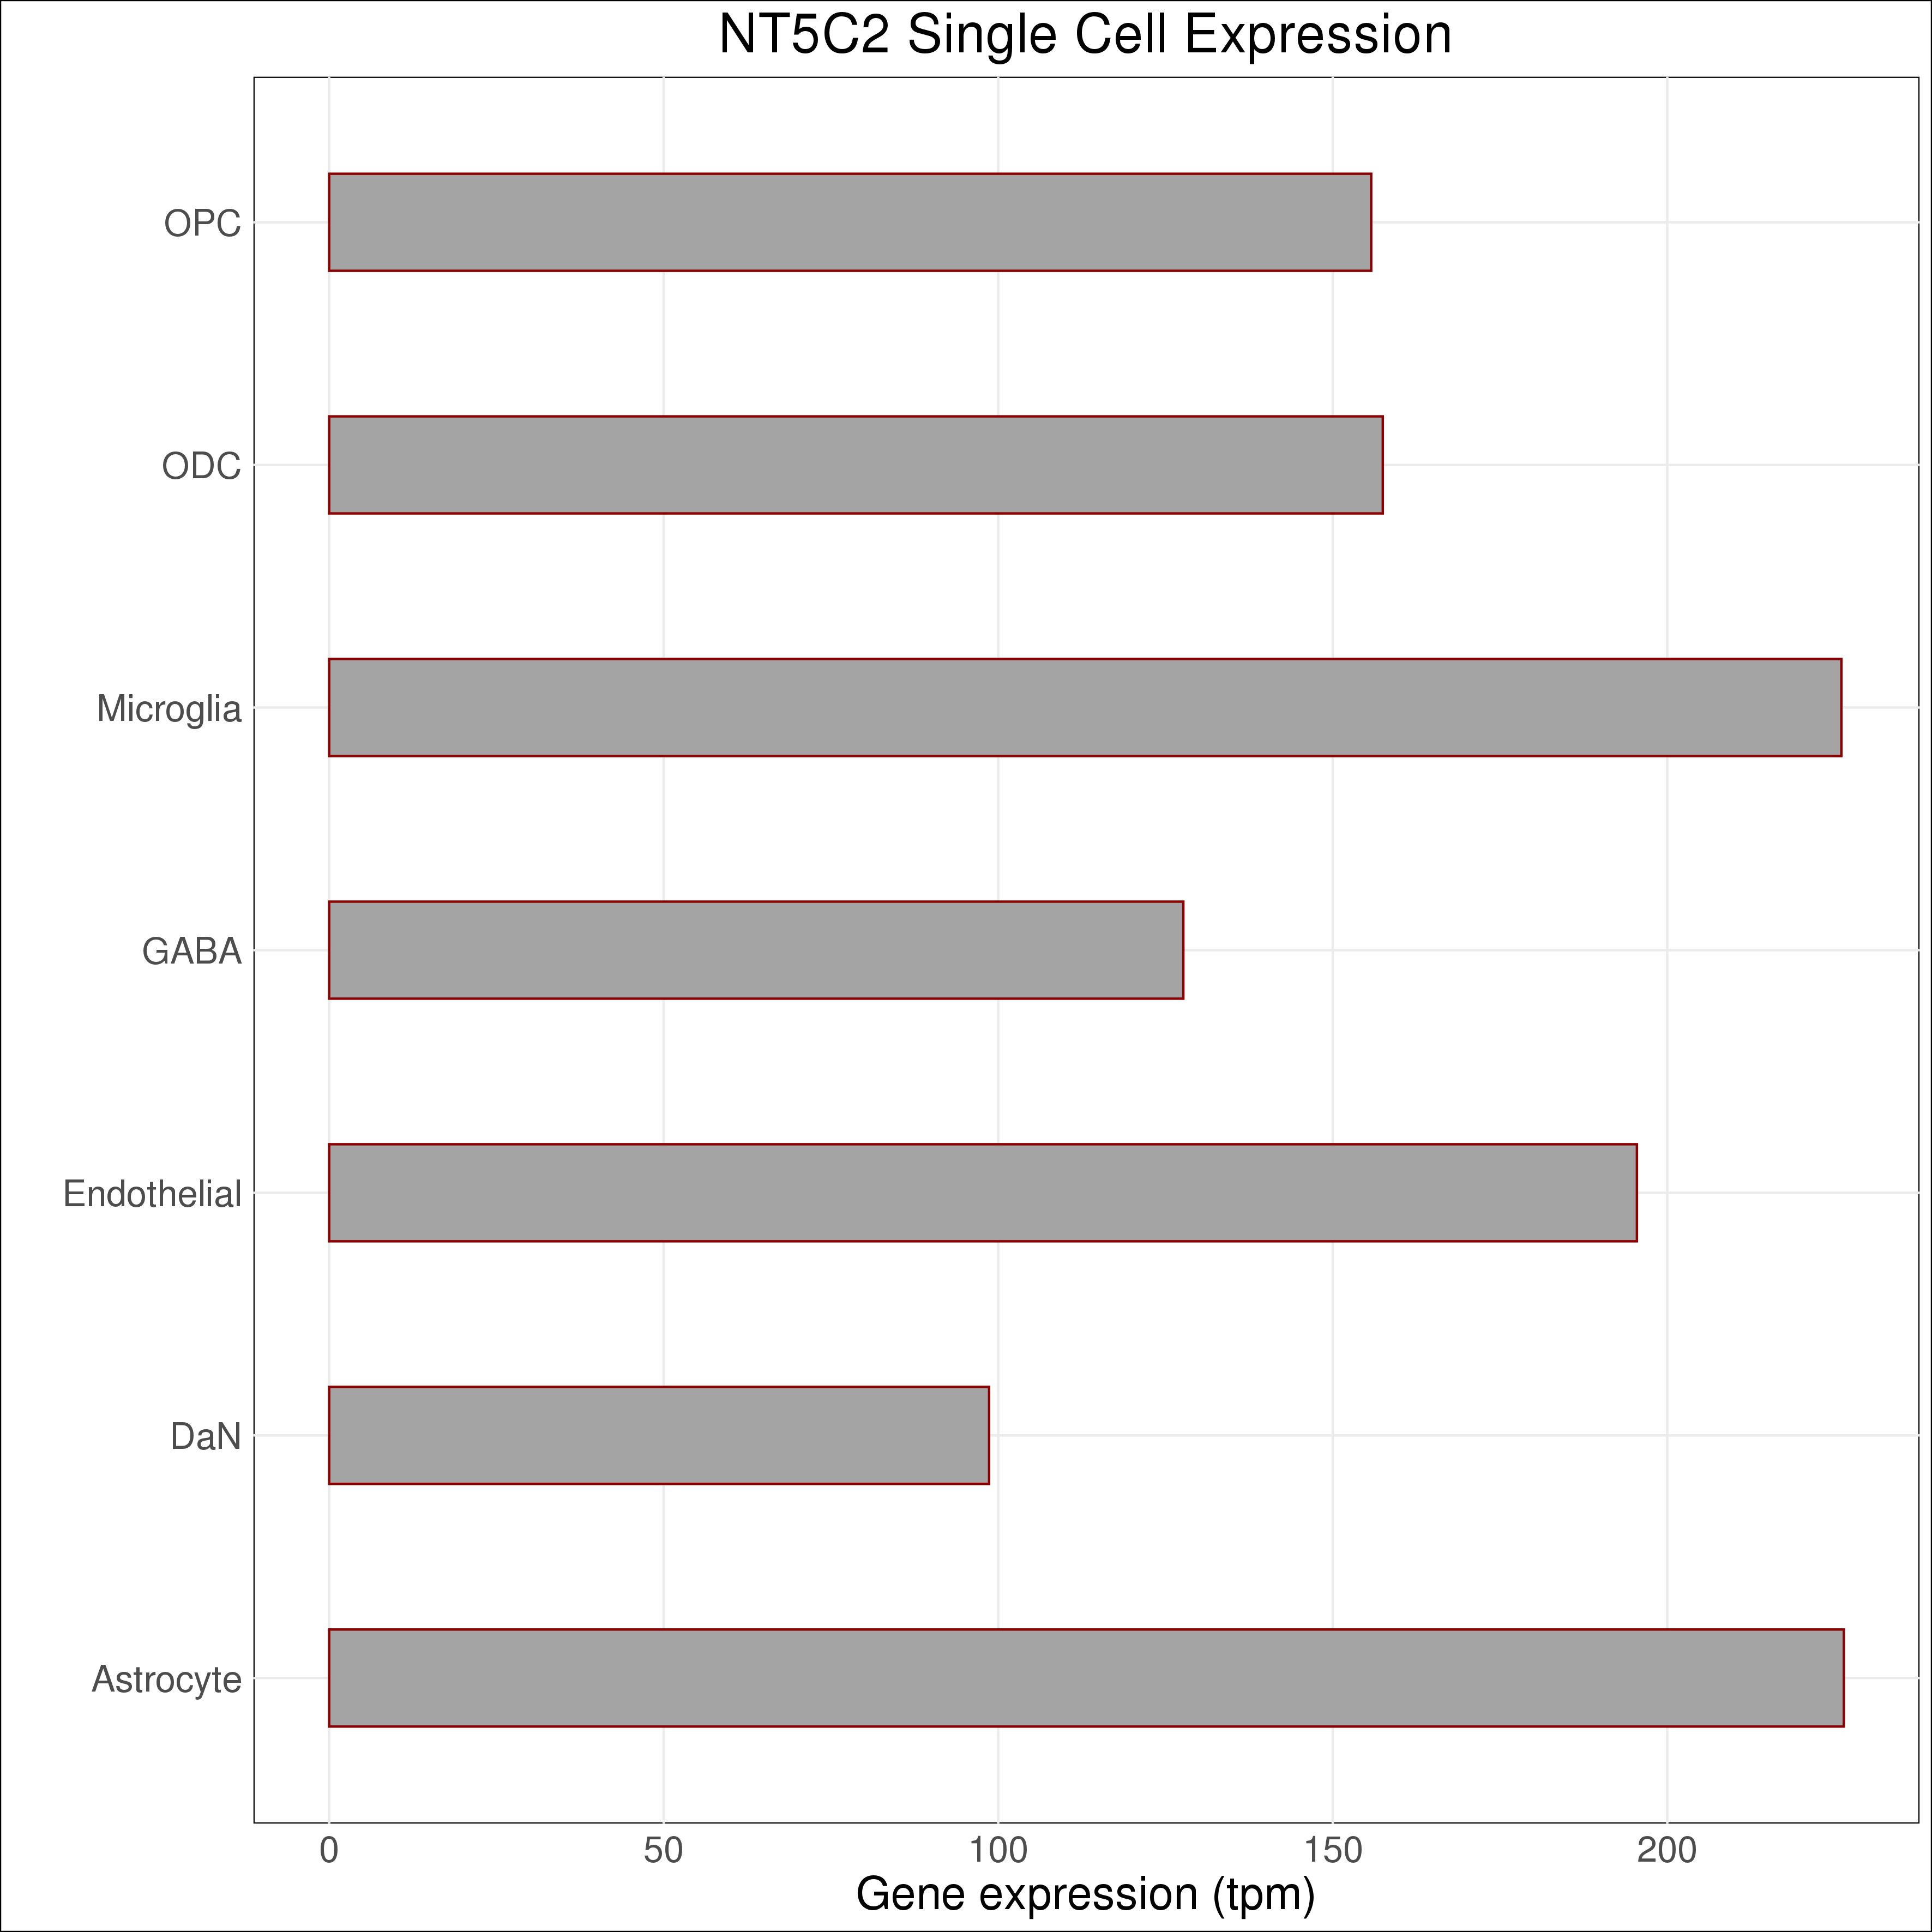 NT5C2 Single Cell Expression
OPC
ODC
Microglia
GABA
Endothelial
DaN
Astrocyte
0 50 100 150 200
Gene expression (tpm)